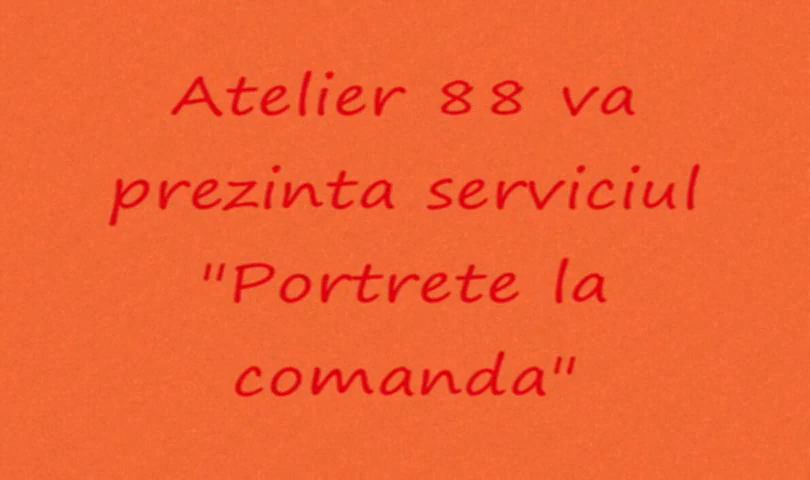 Atelier 88 va
prezinta serviciul
"Portrete la
comanda"